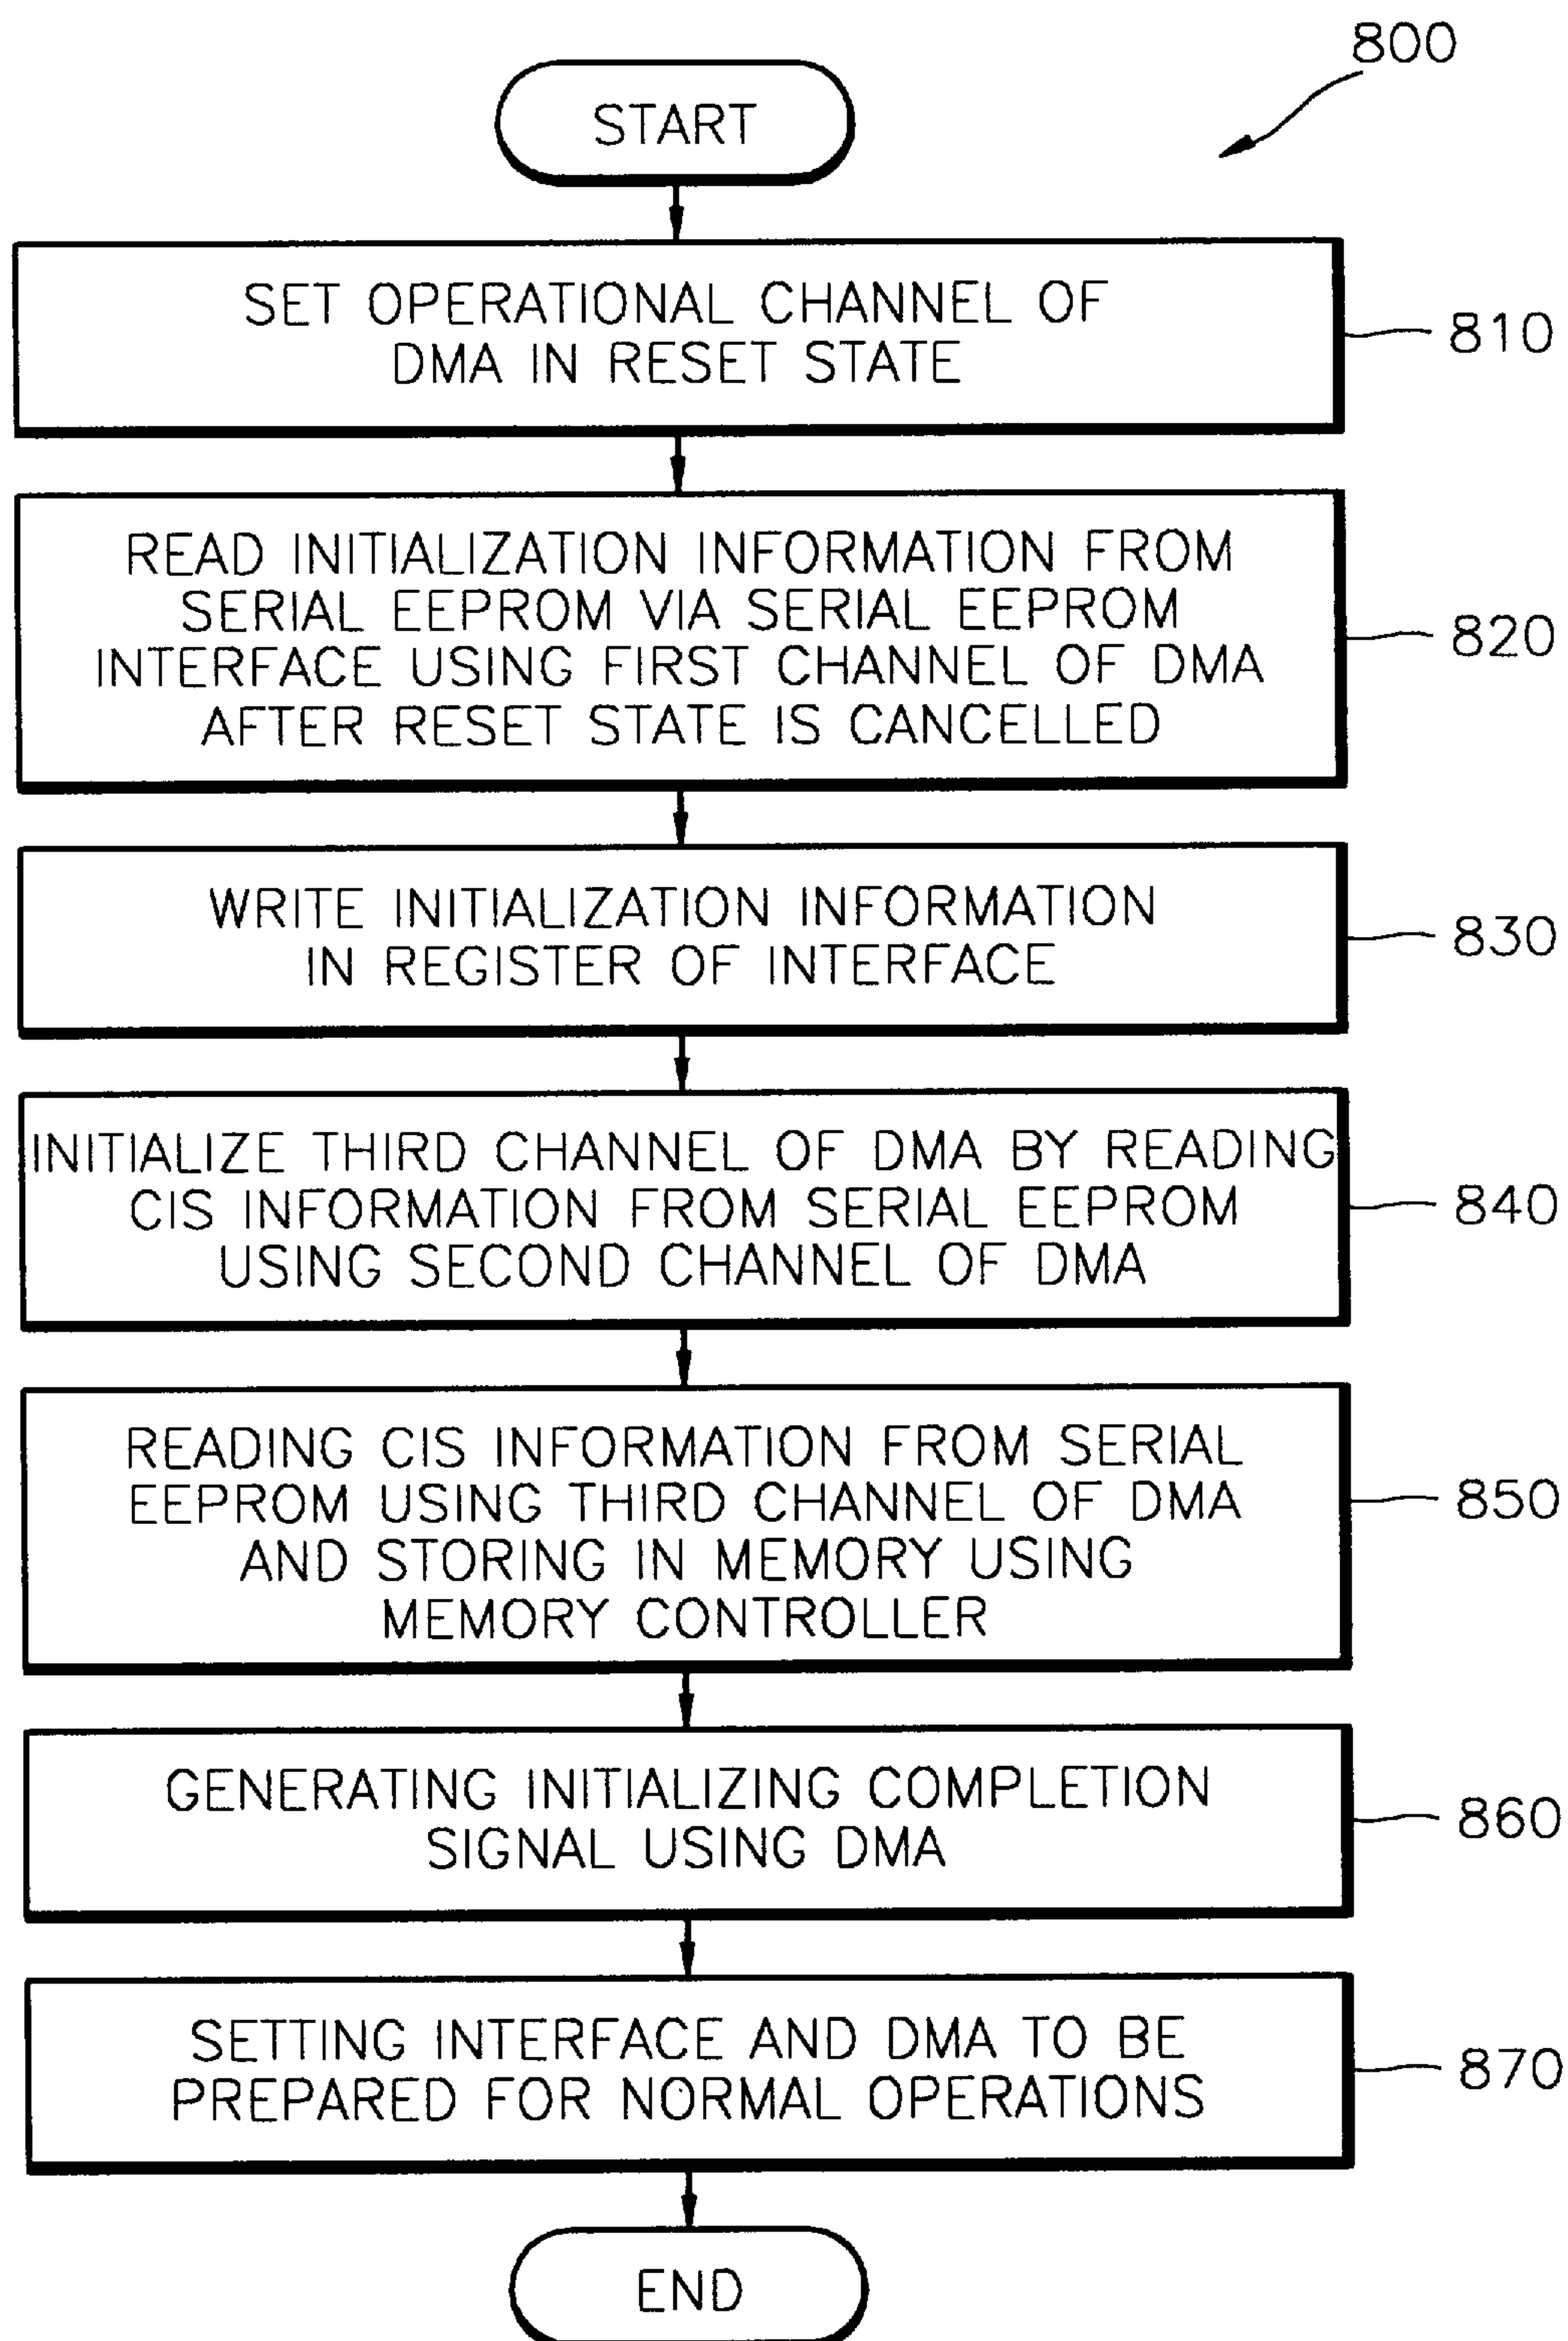 800
START
SET OPERATIONAL CHANNEL OF
DMA IN RESET STATE
810
READ INITIALIZATION INFORMATION FROM
SERIAL EEPROM VIA SERIAL EEPROM
INTERFACE USING FIRST CHANNEL OF DMA
AFTER RESET STATE IS CANCELLED
820
WRITE INITIALIZATION INFORMATION
IN REGISTER OF INTERFACE
830
INITIALIZE THIRD CHANNEL OF DMA BY READING
CIS INFORMATION FROM SERIAL EEPROM
USING SECOND CHANNEL OF DMA
840
READING CIS INFORMATION FROM SERIAL
EEPROM USING THIRD CHANNEL OF DMA
AND STORING IN MEMORY USING
MEMORY CONTROLLER
850
GENERATING INITIALIZING COMPLETION
SIGNAL USING DMA
860
SETTING INTERFACE AND DMA TO BE
PREPARED FOR NORMAL OPERATIONS
870
END